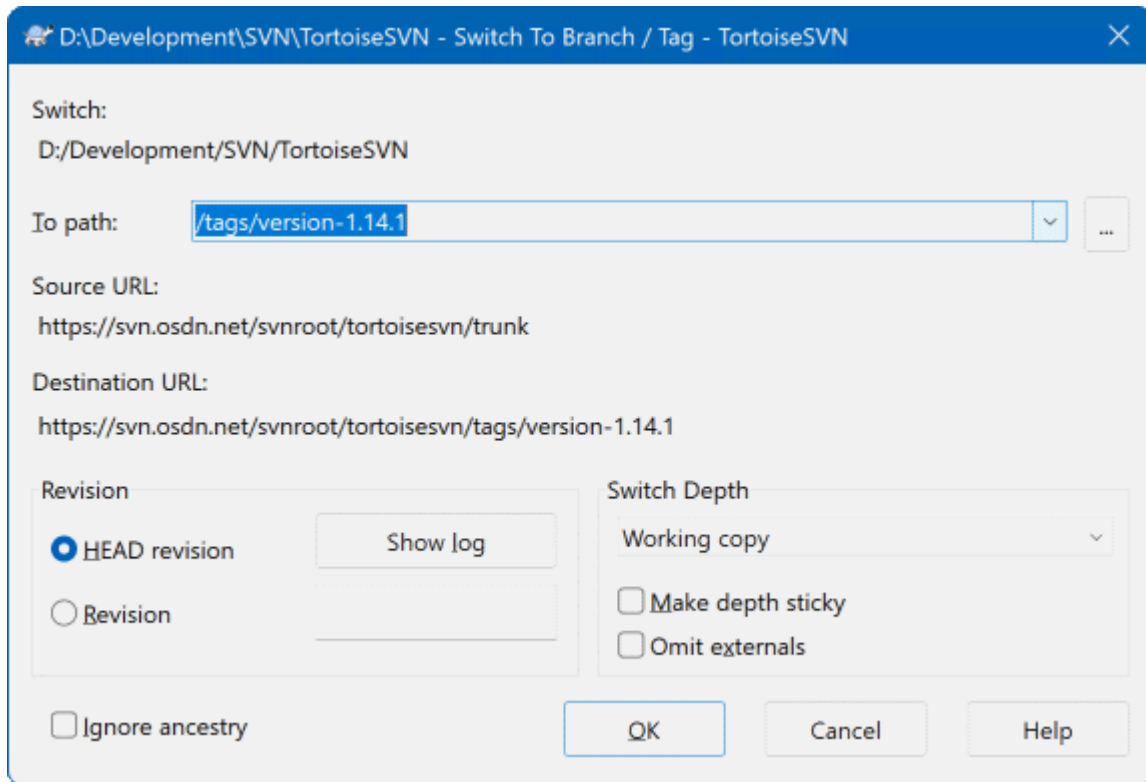 D:\Development\SVN\TortoiseSVN - Switch To Branch / Tag - TortoiseSVN
Switch:
D:/Development/SVN/TortoiseSVN
To path: /tags/version-1.14.1 ...
Source URL:
https://svn.osdn.net/svnroot/tortoisesvn/trunk
Destination URL:
https://svn.osdn.net/svnroot/tortoisesvn/tags/version-1.14.1
Revision
HEAD revision
Show log
Revision
Switch Depth
Working copy
Make depth sticky
Omit externals
Ignore ancestry
OK
Cancel
Help